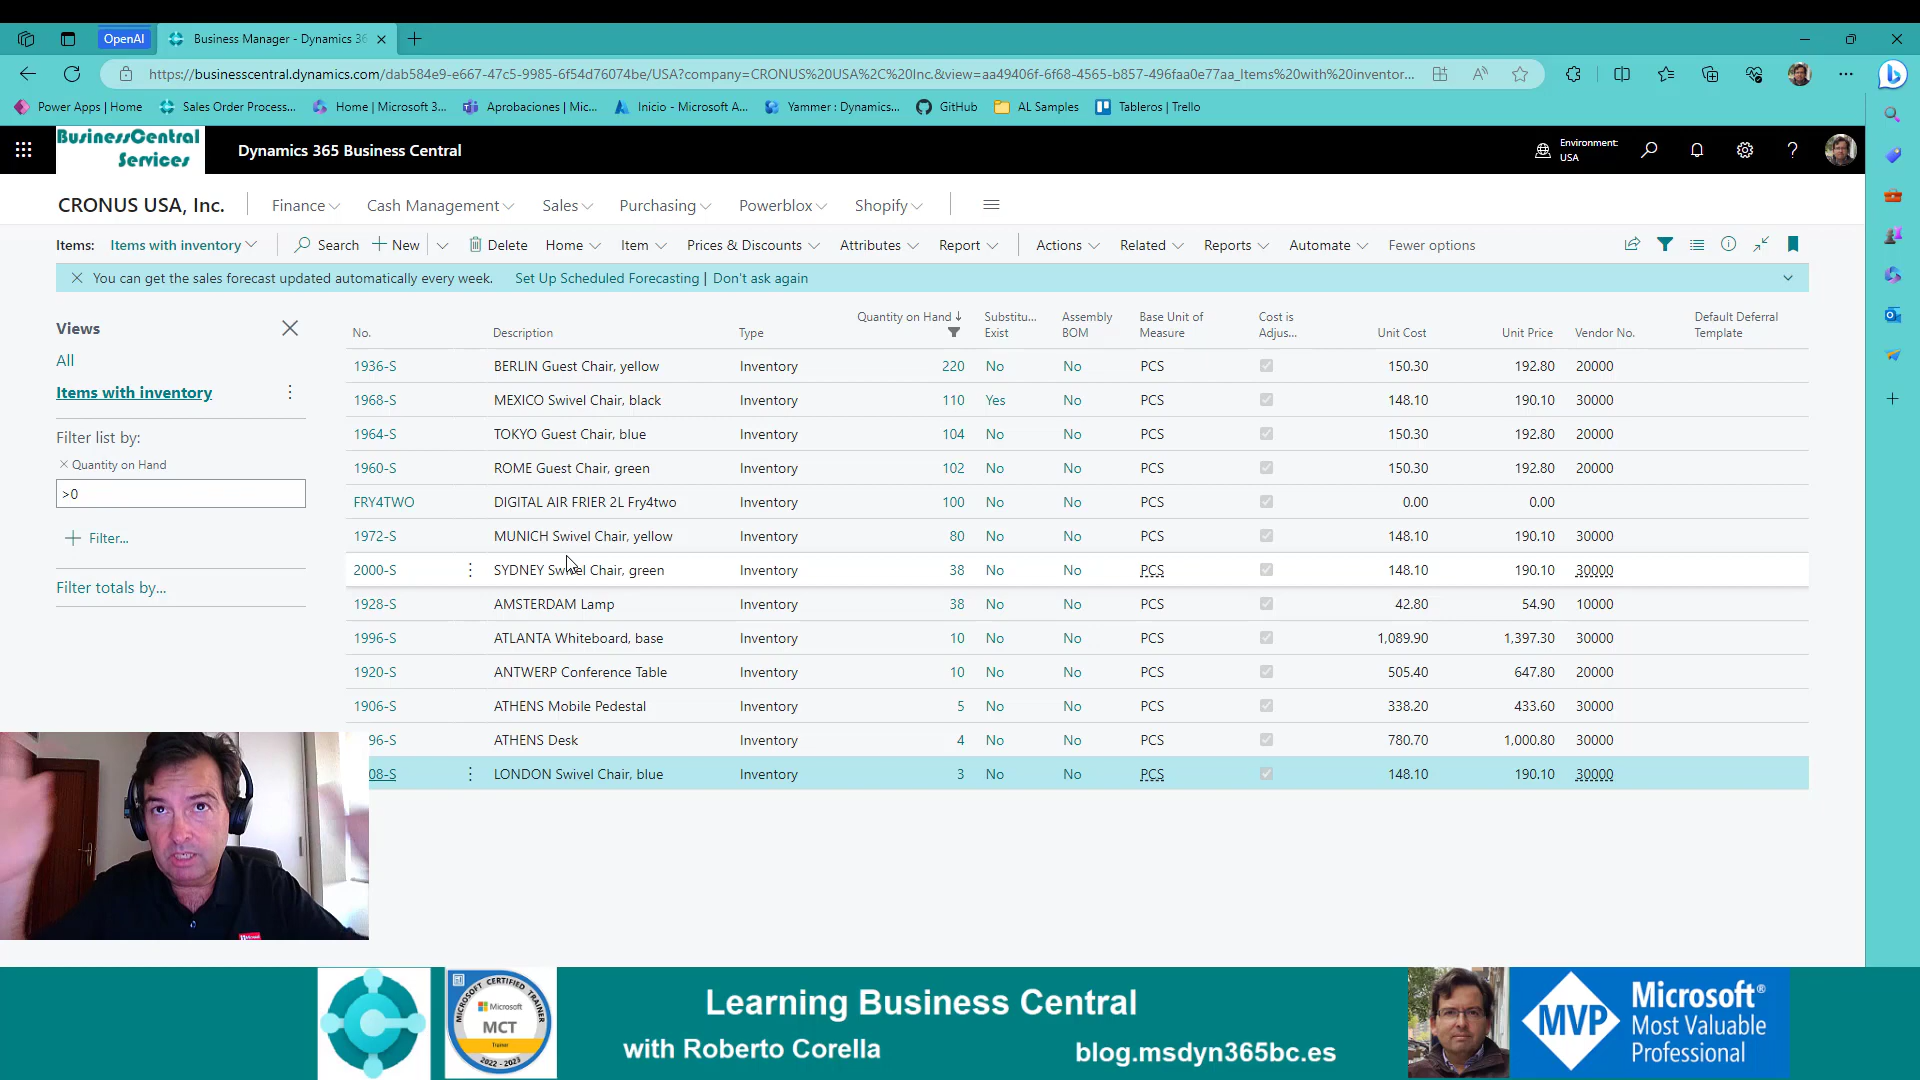 OpenAI
Business Manager - Dynamics 36
https://businesscentral.dynamics.com/dab584e9-e667-47c5-9985-6f54d76074be/USA?company=CRONUS%20USA%2C%20Inc.&view=aa49406f-6f68-4565-b857-496faa0e77aa_Items%20with%20inventor...
Power Apps | Home
Sales Order Process...
Home | Microsoft 3...
Aprobaciones | Mic...
Inicio - Microsoft A...
Yammer : Dynamics...
GitHub
AL Samples
Tableros | Trello
BusinessCentral
Services
Dynamics 365 Business Central
Environment:
USA
CRONUS USA, Inc.
Finance
Cash Management
Sales
Purchasing
Powerblox
Shopify
Items:
Items with inventory
Search
New
Delete
Home
Item
Prices & Discounts
Attributes
Report
Actions
Related
Reports
Automate
Fewer options
You can get the sales forecast updated automatically every week. Set Up Scheduled Forecasting | Don't ask again
Views
All
Items with inventory
Filter list by:
× Quantity on Hand
>0
+ Filter...
Filter totals by...
No. Description Type Quantity on Hand ↓ Substitu... Exist Assembly BOM Base Unit of Measure Cost is Adjus... Unit Cost Unit Price Vendor No. Default Deferral Template
1936-S BERLIN Guest Chair, yellow Inventory 220 No No PCS 150.30 192.80 20000
1968-S MEXICO Swivel Chair, black Inventory 110 Yes No PCS 148.10 190.10 30000
1964-S TOKYO Guest Chair, blue Inventory 104 No No PCS 150.30 192.80 20000
1960-S ROME Guest Chair, green Inventory 102 No No PCS 150.30 192.80 20000
FRY4TWO DIGITAL AIR FRIER 2L Fry4two Inventory 100 No No PCS 0.00 0.00
1972-S MUNICH Swivel Chair, yellow Inventory 80 No No PCS 148.10 190.10 30000
2000-S SYDNEY Swivel Chair, green Inventory 38 No No PCS 148.10 190.10 30000
1928-S AMSTERDAM Lamp Inventory 38 No No PCS 42.80 54.90 10000
1996-S ATLANTA Whiteboard, base Inventory 10 No No PCS 1,089.90 1,397.30 30000
1920-S ANTWERP Conference Table Inventory 10 No No PCS 505.40 647.80 20000
1906-S ATHENS Mobile Pedestal Inventory 5 No No PCS 338.20 433.60 30000
96-S ATHENS Desk Inventory 4 No No PCS 780.70 1,000.80 30000
08-S LONDON Swivel Chair, blue Inventory 3 No No PCS 148.10 190.10 30000
MICROSOFT CERTIFIED TRAINER
Microsoft
MCT
Trainer
2022 - 2023
Learning Business Central
with Roberto Corella
blog.msdyn365bc.es
MVP
Microsoft®
Most Valuable
Professional